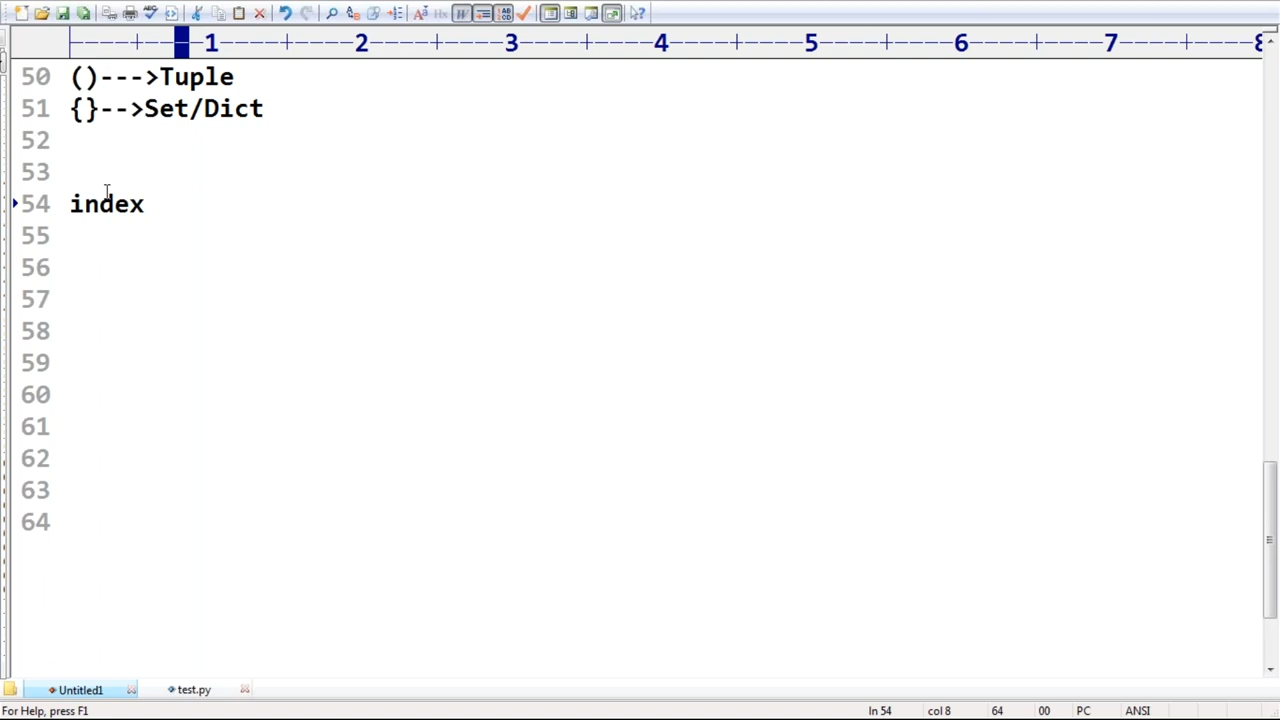 1 2 3 4 5 6 7 8
50 ()--->Tuple
51 {}-->Set/Dict
52
53
54 index
55
56
57
58
59
60
61
62
63
64
Untitled1 test.py
For Help, press F1 ln 54 col 8 64 00 PC ANSI